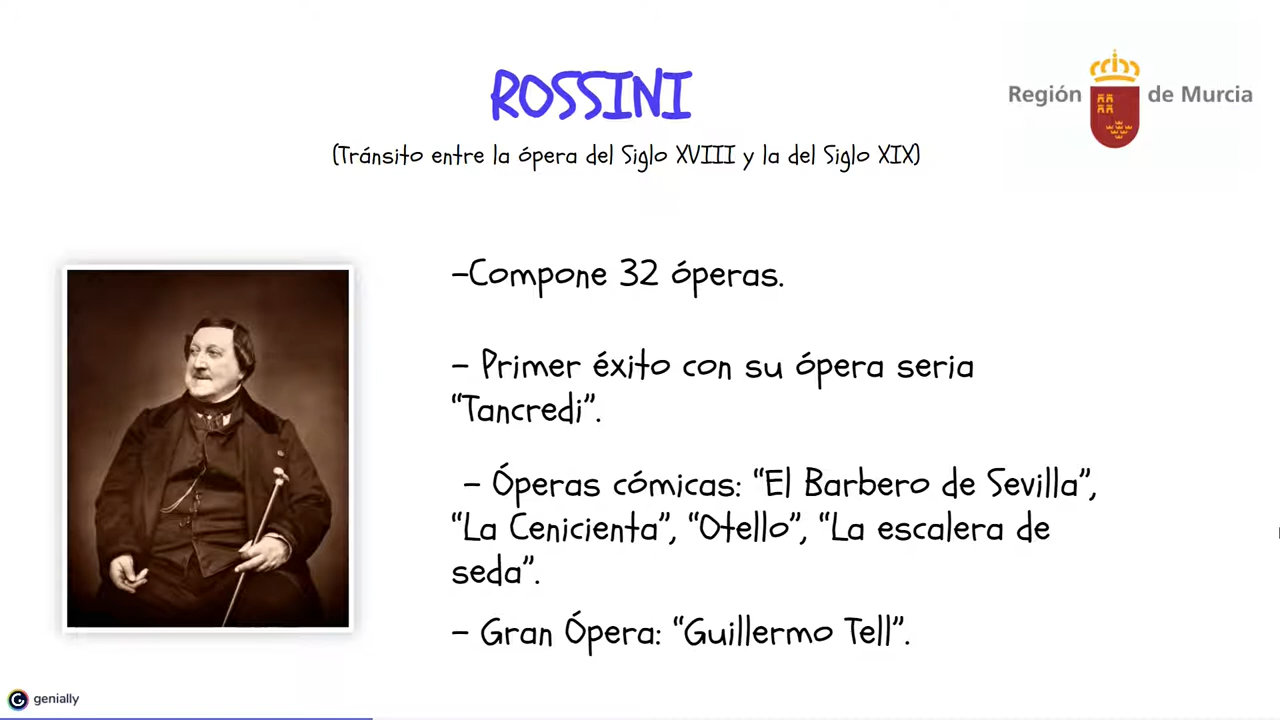 ROSSINI
(Tránsito entre la ópera del Siglo XVIII y la del Siglo XIX)
Región de Murcia
-Compone 32 óperas.
- Primer éxito con su ópera seria
“Tancredi”.
- Óperas cómicas: “El Barbero de Sevilla”,
“La Cenicienta”, “Otello”, “La escalera de
seda”.
- Gran Ópera: “Guillermo Tell”.
genially